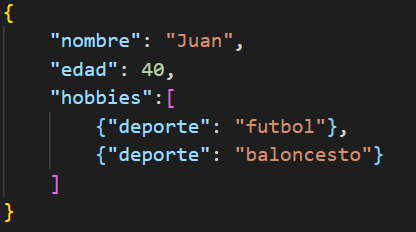 {
    "nombre": "Juan",
    "edad": 40,
    "hobbies":[
        {"deporte": "futbol"},
        {"deporte": "baloncesto"}
    ]
}